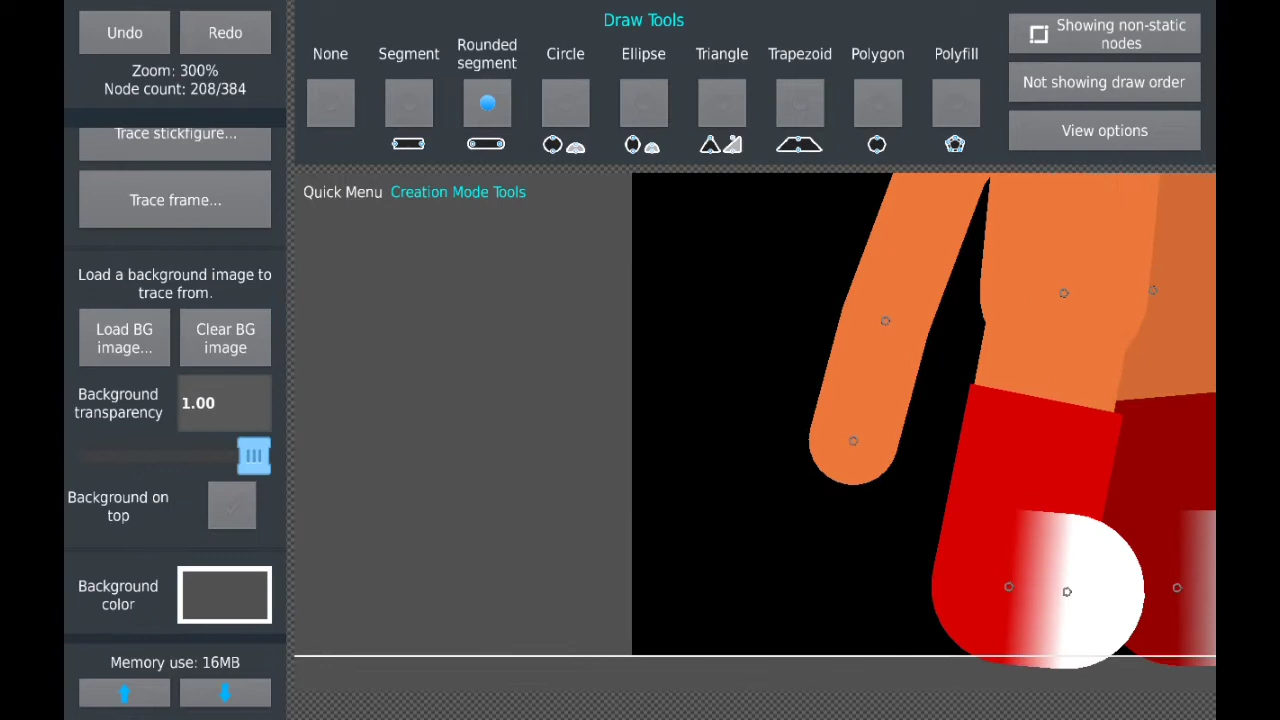 Undo
Redo
Zoom: 300%
Node count: 208/384
Trace stickfigure...
Trace frame...
Load a background image to
trace from.
Load BG
image...
Clear BG
image
Background
transparency
1.00
Background on
top
Background
color
Memory use: 16MB
Draw Tools
None
Segment
Rounded
segment
Circle
Ellipse
Triangle
Trapezoid
Polygon
Polyfill
Showing non-static
nodes
Not showing draw order
View options
Quick Menu
Creation Mode Tools